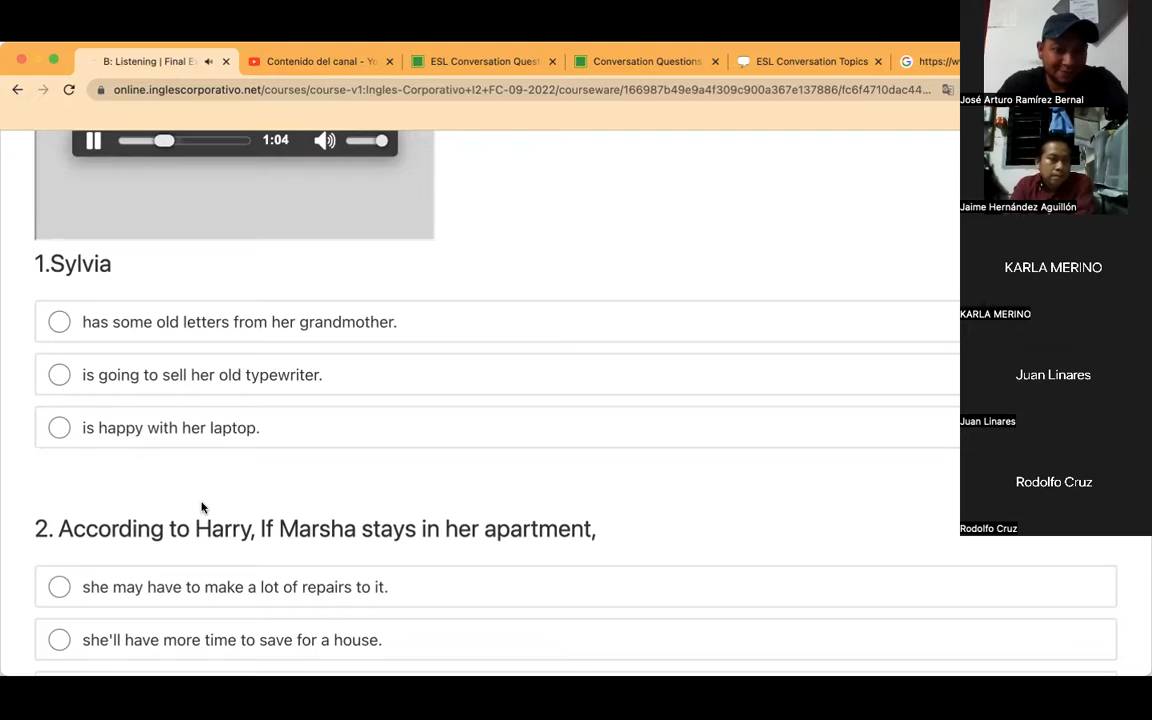 B: Listening | Final E
Contenido del canal - Yo
ESL Conversation Quest
Conversation Questions
ESL Conversation Topics
https://w
online.inglescorporativo.net/courses/course-v1:Ingles-Corporativo+I2+FC-09-2022/courseware/166987b49e9a4f309c900a367e137886/fc6f4710dac44...
1:04
1.Sylvia
has some old letters from her grandmother.
is going to sell her old typewriter.
is happy with her laptop.
2. According to Harry, If Marsha stays in her apartment,
she may have to make a lot of repairs to it.
she'll have more time to save for a house.
José Arturo Ramírez Bernal
Jaime Hernández Aguillón
KARLA MERINO
KARLA MERINO
Juan Linares
Juan Linares
Rodolfo Cruz
Rodolfo Cruz